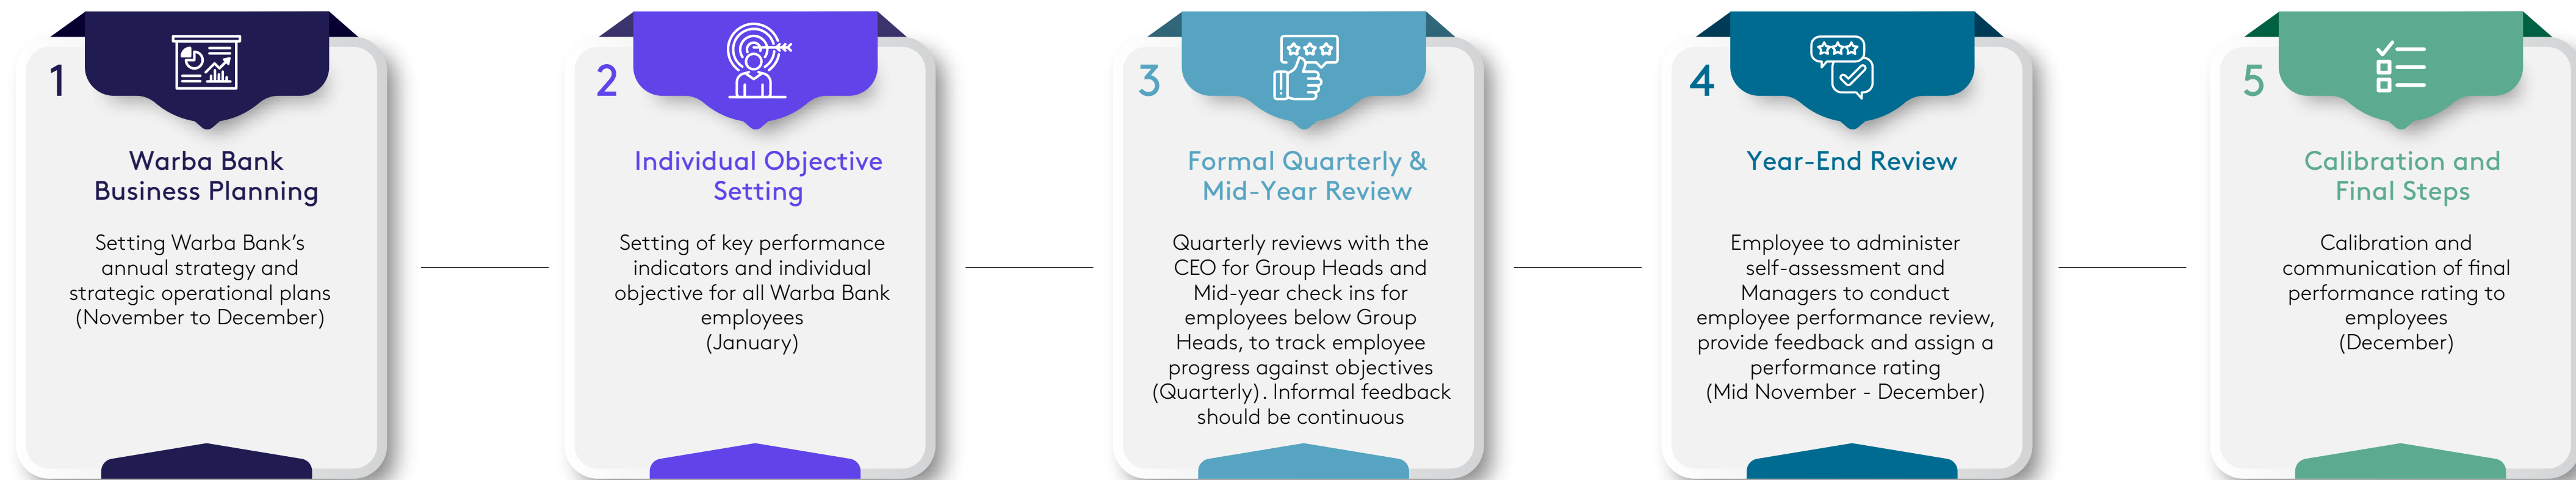 1
Warba Bank
Business Planning
Setting Warba Bank’s
annual strategy and
strategic operational plans
(November to December)
2
Individual Objective
Setting
Setting of key performance
indicators and individual
objective for all Warba Bank
employees
(January)
3
Formal Quarterly &
Mid-Year Review
Quarterly reviews with the
CEO for Group Heads and
Mid-year check ins for
employees below Group
Heads, to track employee
progress against objectives
(Quarterly). Informal feedback
should be continuous
4
Year-End Review
Employee to administer
self-assessment and
Managers to conduct
employee performance review,
provide feedback and assign a
performance rating
(Mid November - December)
5
Calibration and
Final Steps
Calibration and
communication of final
performance rating to
employees
(December)